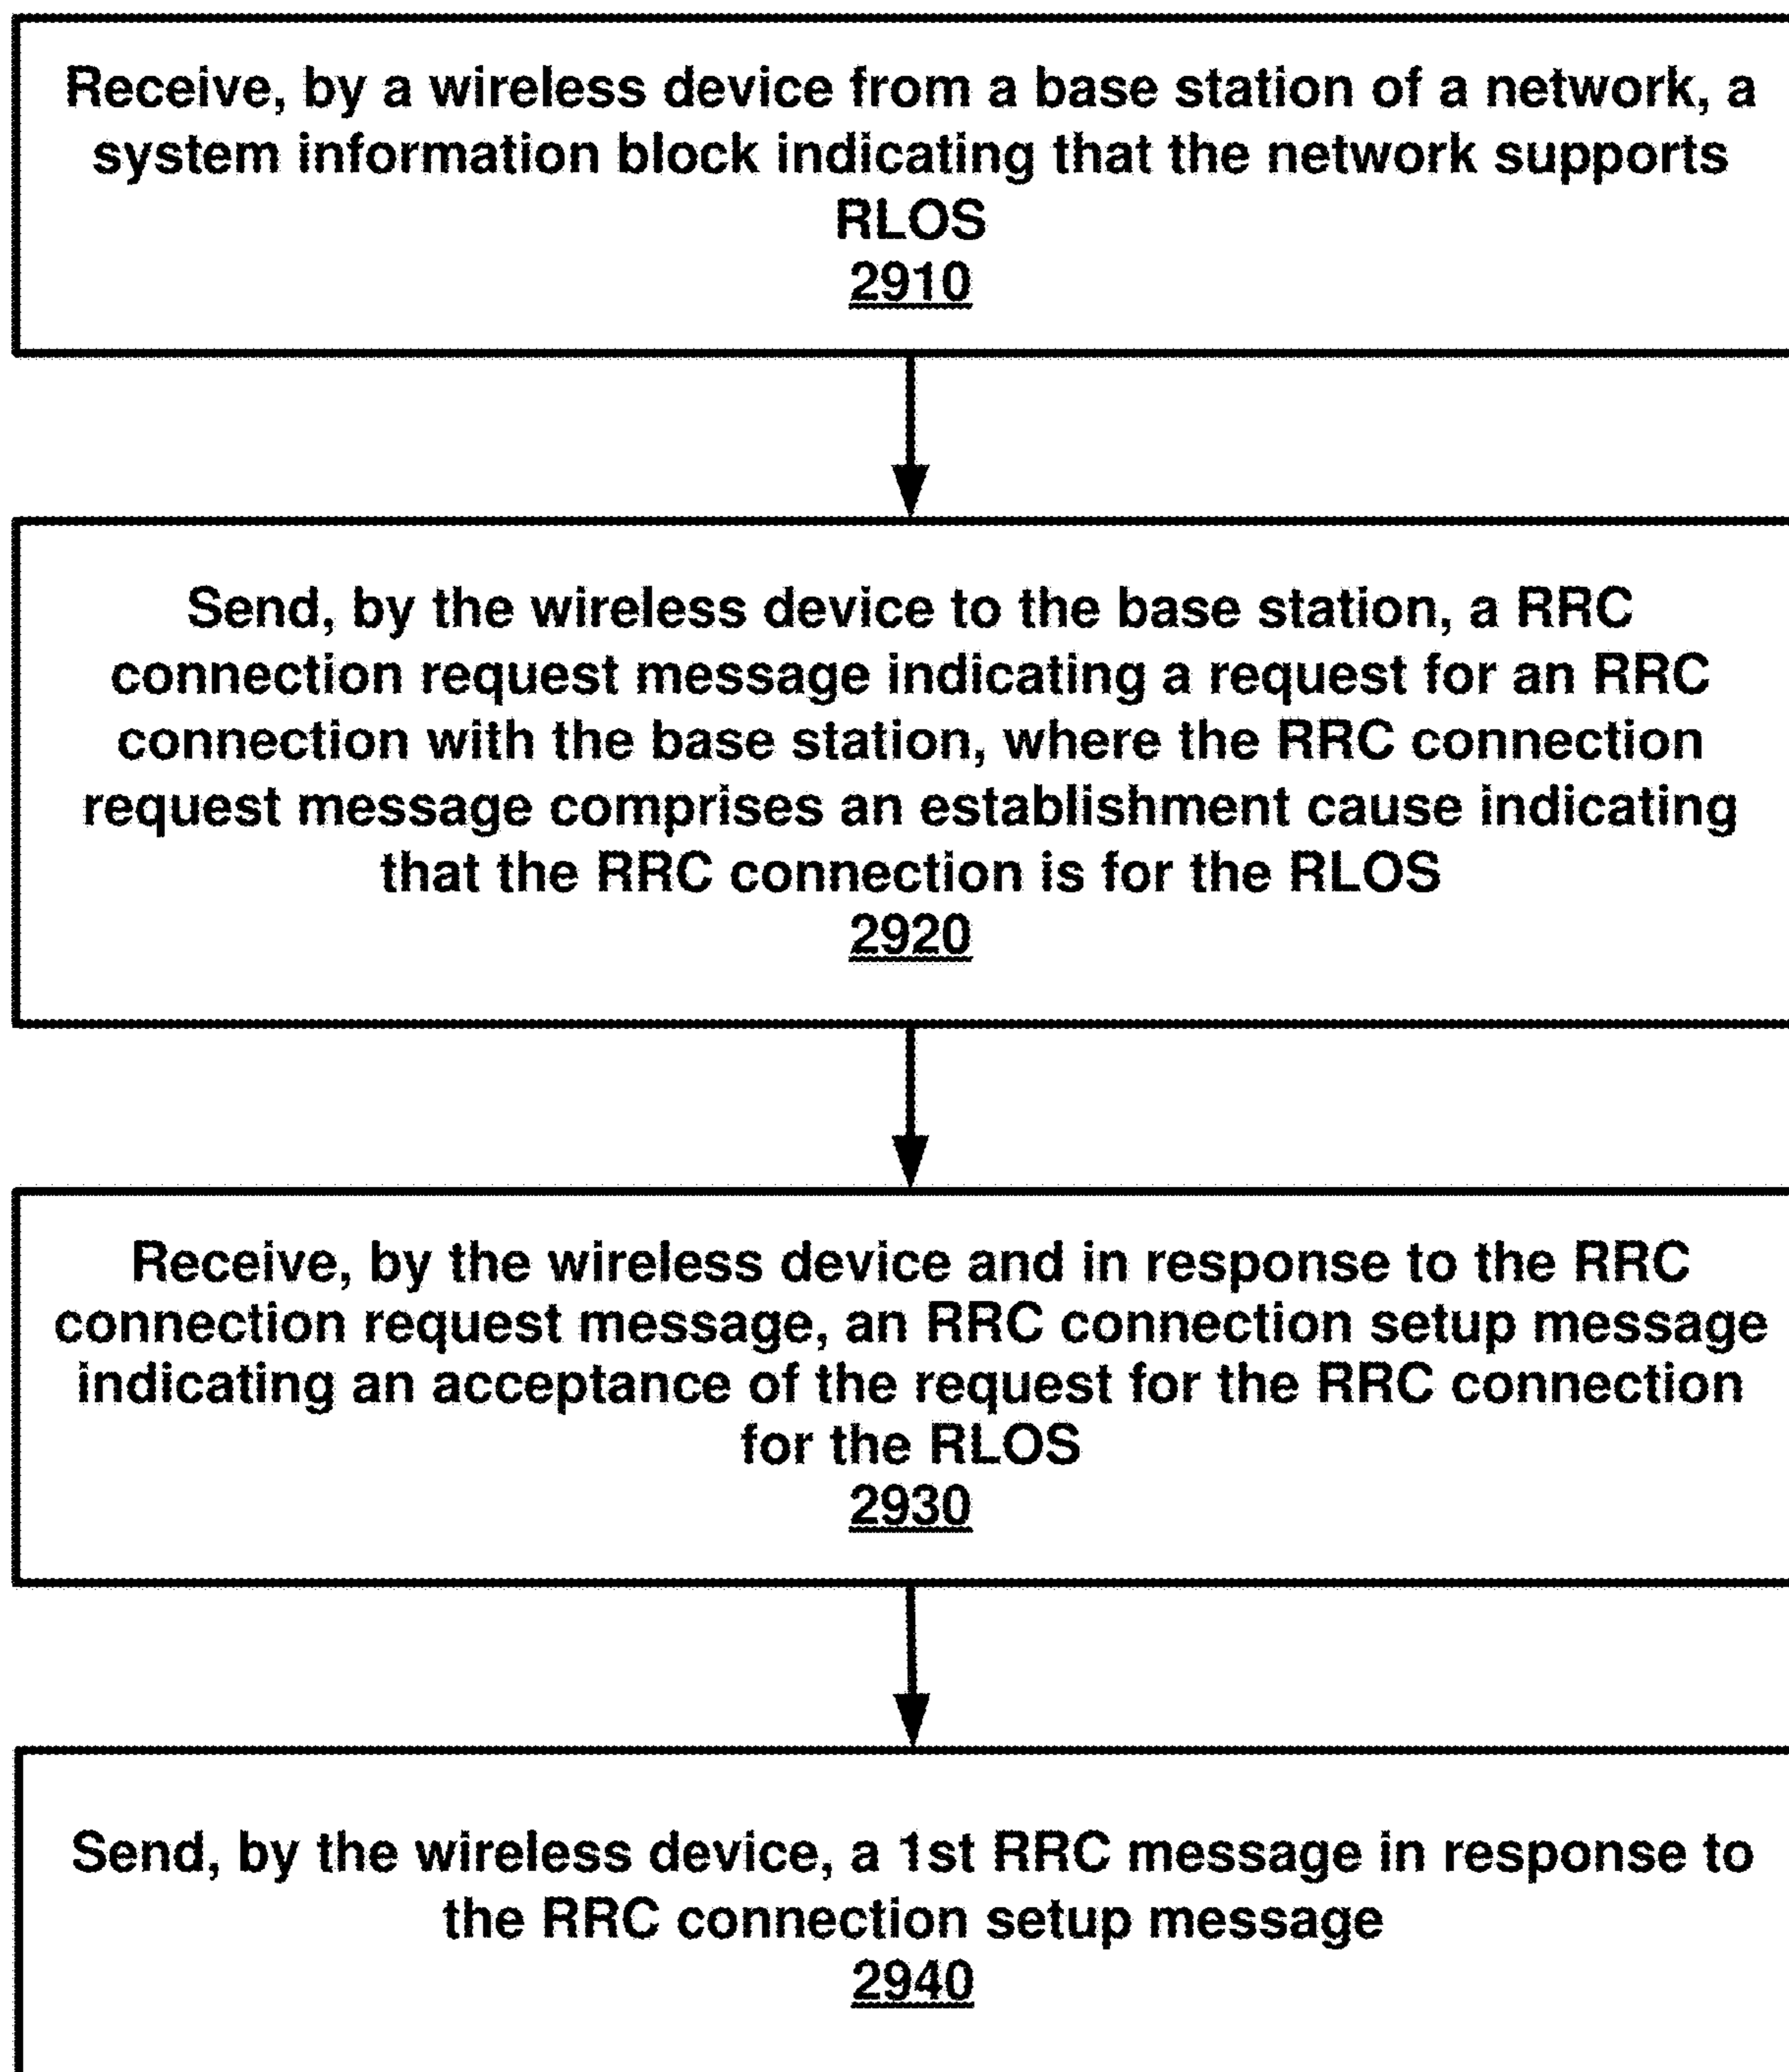 Receive, by a wireless device from a base station of a network, a
system information block indicating that the network supports
RLOS
2910
Send, by the wireless device to the base station, a RRC
connection request message indicating a request for an RRC
connection with the base station, where the RRC connection
request message comprises an establishment cause indicating
that the RRC connection is for the RLOS
2920
Receive, by the wireless device and in response to the RRC
connection request message, an RRC connection setup message
indicating an acceptance of the request for the RRC connection
for the RLOS
2930
Send, by the wireless device, a 1st RRC message in response to
the RRC connection setup message
2940